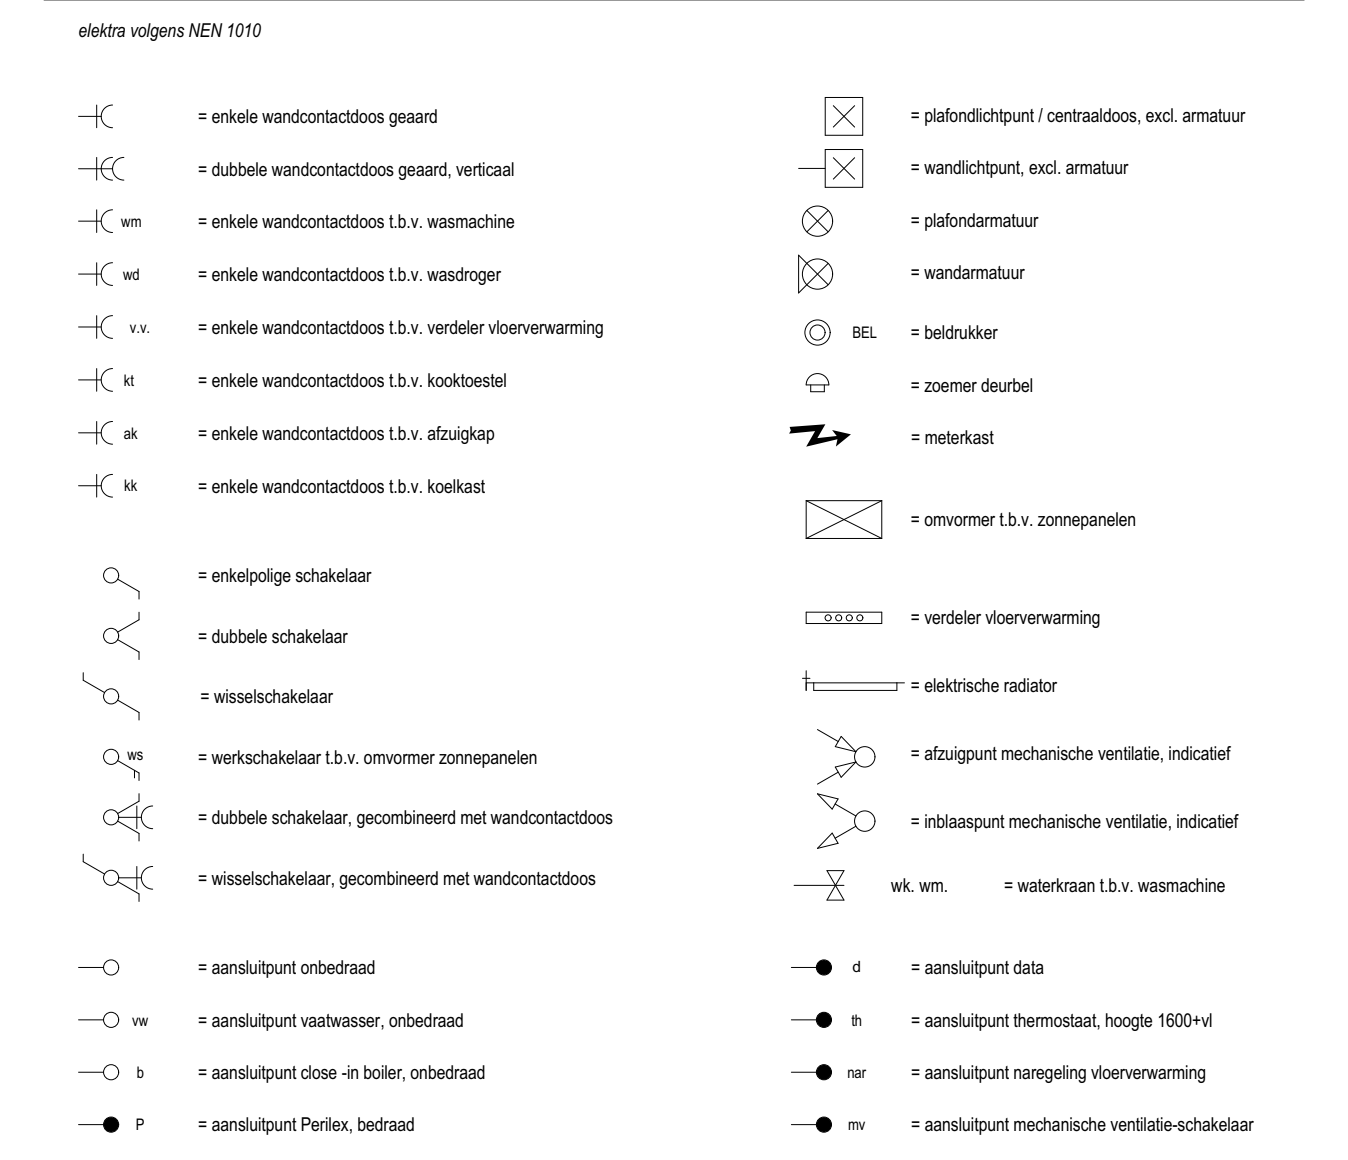 elektra volgens NEN 1010
= enkele wandcontactdoos geaard
= dubbele wandcontactdoos geaard, verticaal
wm = enkele wandcontactdoos t.b.v. wasmachine
wd = enkele wandcontactdoos t.b.v. wasdroger
v.v. = enkele wandcontactdoos t.b.v. verdeler vloerverwarming
kt = enkele wandcontactdoos t.b.v. kooktoestel
ak = enkele wandcontactdoos t.b.v. afzuigkap
kk = enkele wandcontactdoos t.b.v. koelkast
= enkelpolige schakelaar
= dubbele schakelaar
= wisselschakelaar
ws = werkschakelaar t.b.v. omvormer zonnepanelen
= dubbele schakelaar, gecombineerd met wandcontactdoos
= wisselschakelaar, gecombineerd met wandcontactdoos
= aansluitpunt onbedraad
vw = aansluitpunt vaatwasser, onbedraad
b = aansluitpunt close -in boiler, onbedraad
P = aansluitpunt Perilex, bedraad
= plafondlichtpunt / centraaldoos, excl. armatuur
= wandlichtpunt, excl. armatuur
= plafondarmatuur
= wandarmatuur
BEL = beldrukker
= zoemer deurbel
= meterkast
= omvormer t.b.v. zonnepanelen
= verdeler vloerverwarming
= elektrische radiator
= afzuigpunt mechanische ventilatie, indicatief
= inblaaspunt mechanische ventilatie, indicatief
wk. wm. = waterkraan t.b.v. wasmachine
d = aansluitpunt data
th = aansluitpunt thermostaat, hoogte 1600+vl
nar = aansluitpunt naregeling vloerverwarming
mv = aansluitpunt mechanische ventilatie-schakelaar